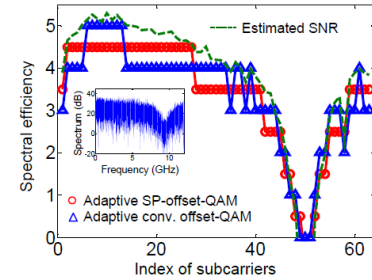 5
4
3
2
1
0
Spectral efficiency
Estimated SNR
40
20
0
-20
Spectrum (dB)
0
5
10
Frequency (GHz)
Adaptive SP-offset-QAM
Adaptive conv. offset-QAM
0
20
40
60
Index of subcarriers